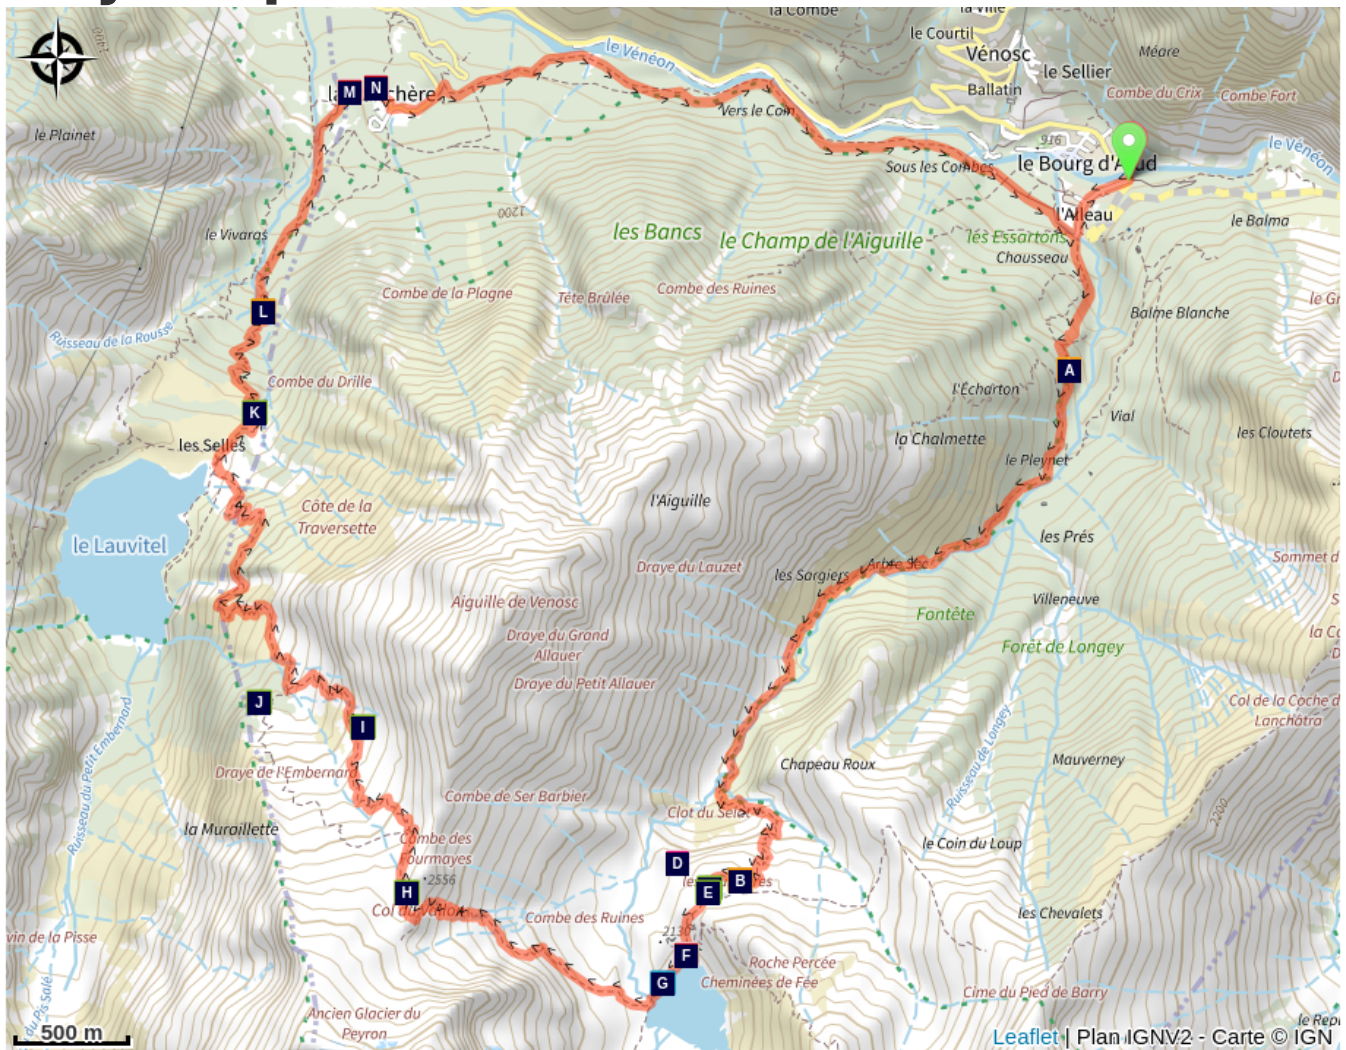 la Combe
la Ville
le Courtil
1400
le Vénéon
Vénosc
Méare
le Sellier
Ballatin
Combe du Crix
Combe Fort
M
N
Vers le Coin
le Plainet
916
le Vénéon
le Bourg d'Arud
Sous les Combes
l'Alleau
1200
le Balma
le Vivaras
les Bancs
le Champ de l'Aiguille
les Essartons
Chousseau
Combe de la Plagne
Tête Brûlée
Combe des Ruines
L
Balme Blanche
Ruisseau de la Rousse
A
Combe du Drille
l'Écharton
K
Vial
les Selles
la Chalmette
les Cloutets
le Pleynet
l'Aiguille
Côte de la
Traversette
le Lauvitel
les Prés
Draye du Lauzet
les Sargiers
Arbre Sec
Sommet d
Aiguille de Venosc
Villeneuve
Fontête
Draye du Grand
Allauer
Forêt de Longey
Draye du Petit Allauer
J
Col de la Coche d
Lanchâtra
I
Ruisseau du Petit Embernard
Ruisseau de Longey
Chapeau Roux
Mauverney
Draye de l'Embernard
Combe de Ser Barbier
Clot du Selat
2200
la Muraillette
Combe des
le Coin du Loup
D
2556
B
E
H
Combe des Ruines
les Chevalets
F
Roche Percée
Cheminées de Fée
G
Cime du Pied de Barry
Ancien Glacier du
Peyron
500 m
Leaflet | Plan IGNV2 - Carte © IGN